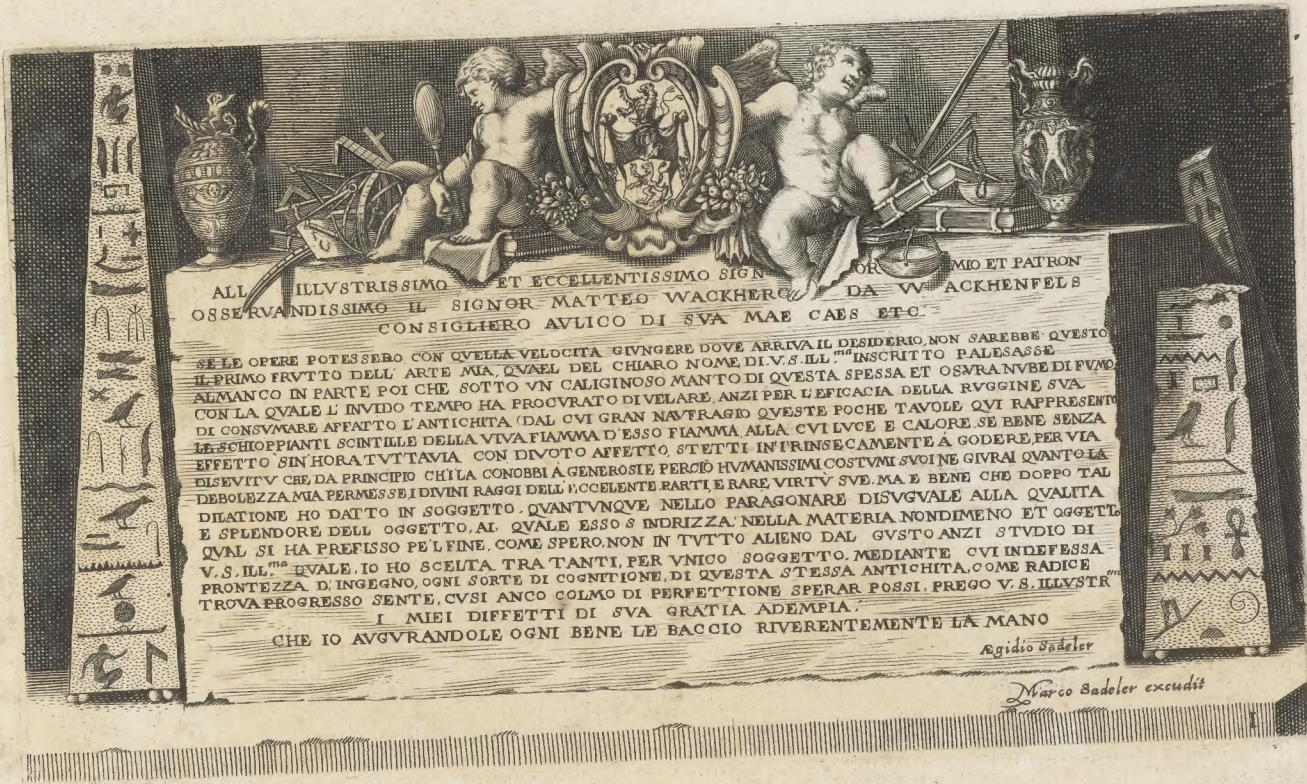 ALL ILLVSTRISSIMO ET ECCELLENTISSIMO SIGN OR MIO ET PATRON
OSSERVANDISSIMO IL SIGNOR MATTEO WACKHERO DA WACKHENFELS
CONSIGLIERO AVLICO DI SVA MAE CAES ETC.
SE LE OPERE POTESSERO CON QVELLA VELOCITA GIVNGERE DOVE ARRIVA IL DESIDERIO, NON SAREBBE QVESTO
IL PRIMO FRVTTO DELL' ARTE MIA, QVAEL DEL CHIARO NOME DI. V. S. ILL.ma INSCRITTO PALESASSE
ALMANCO IN PARTE POI CHE SOTTO VN CALIGINOSO MANTO DI QVESTA SPESSA ET OSVRA NVBE DI FVMO,
CON LA QVALE L' INVIDO TEMPO HA PROCVRATO DI VELARE, ANZI PER L'EFICACIA DELLA RVGGINE SVA
DI CONSVMARE AFFATTO L'ANTICHITA (DAL CVI GRAN NAVFRAGIO QVESTE POCHE TAVOLE QVI RAPPRESENTO
LE SCHIOPPIANTI SCINTILLE DELLA VIVA FIAMMA D'ESSO FIAMMA, ALLA CVI LVCE E CALORE, SE BENE SENZA
EFFETTO SIN'HORA TVTTAVIA CON DIVOTO AFFETTO, STETTI INTRINSECAMENTE A GODERE, PER VIA
DISEVITV CHE DA PRINCIPIO CH'I LA CONOBBI A GENEROSI E PERCIÒ HVMANISSIMI COSTVMI SVOI NE GIVRAI QVANTO LA
DEBOLEZZA MIA PERMESSE, I DIVINI RAGGI DELL' ECCELENTE PARTI, E RARE VIRTV SVE. MA E BENE CHE DOPPO TAL
DILATIONE HO DATTO IN SOGGETTO. QVANTVNQVE NELLO PARAGONARE DISVGVALE ALLA QVALITA
E SPLENDORE DELL OGGETTO, AL QVALE ESSO S INDRIZZA: NELLA MATERIA NONDIMENO ET OGGETTO
QVAL SI HA PREFISSO PE'L FINE, COME SPERO, NON IN TVTTO ALIENO DAL GVSTO ANZI STVDIO DI
V. S. ILL.ma QVALE, IO HO SCELTA TRA TANTI, PER VNICO SOGGETTO. MEDIANTE CVI INDEFESSA
PRONTEZZA D'INGEGNO, OGNI SORTE DI COGNITIONE, DI QVESTA STESSA ANTICHITA, COME RADICE
TROVA PROGRESSO SENTE, CVSI ANCO COLMO DI PERFETTIONE SPERAR POSSI. PREGO V. S. ILLVSTR
I MIEI DIFFETTI DI SVA GRATIA ADEMPIA.
CHE IO AVGVRANDOLE OGNI BENE LE BACCIO RIVERENTEMENTE LA MANO
Ægidio Sadeler
Marco Sadeler excudit
I